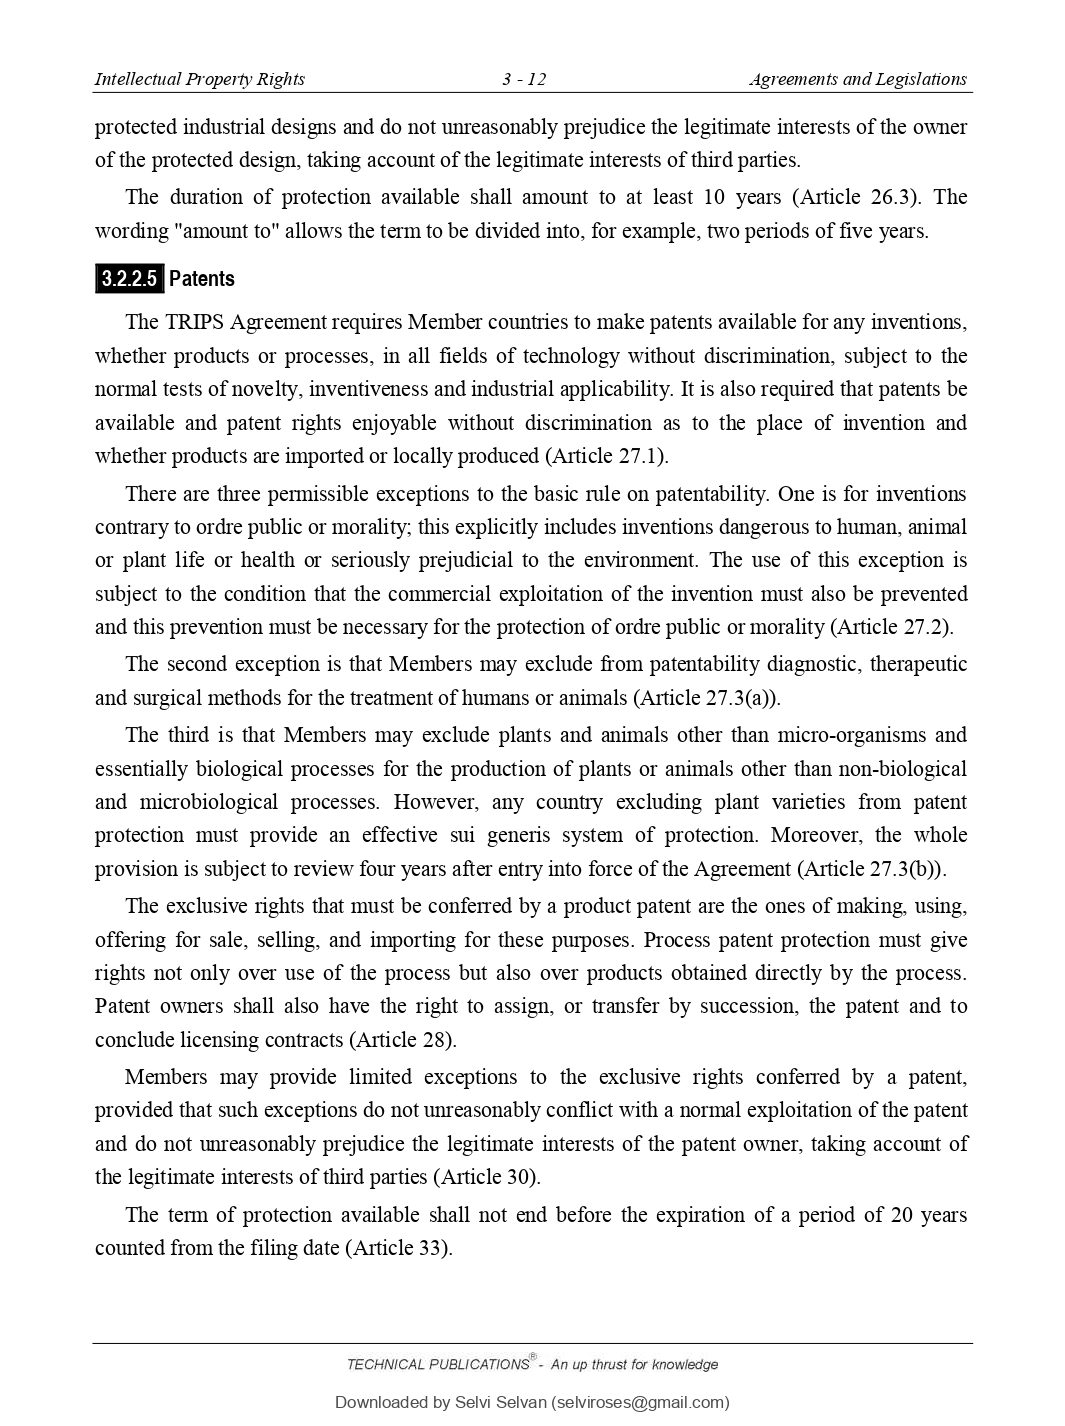 Intellectual Property Rights 3 - 12 Agreements and Legislations
protected industrial designs and do not unreasonably prejudice the legitimate interests of the owner
of the protected design, taking account of the legitimate interests of third parties.
The duration of protection available shall amount to at least 10 years (Article 26.3). The
wording "amount to" allows the term to be divided into, for example, two periods of five years.
3.2.2.5 Patents
The TRIPS Agreement requires Member countries to make patents available for any inventions,
whether products or processes, in all fields of technology without discrimination, subject to the
normal tests of novelty, inventiveness and industrial applicability. It is also required that patents be
available and patent rights enjoyable without discrimination as to the place of invention and
whether products are imported or locally produced (Article 27.1).
There are three permissible exceptions to the basic rule on patentability. One is for inventions
contrary to ordre public or morality; this explicitly includes inventions dangerous to human, animal
or plant life or health or seriously prejudicial to the environment. The use of this exception is
subject to the condition that the commercial exploitation of the invention must also be prevented
and this prevention must be necessary for the protection of ordre public or morality (Article 27.2).
The second exception is that Members may exclude from patentability diagnostic, therapeutic
and surgical methods for the treatment of humans or animals (Article 27.3(a)).
The third is that Members may exclude plants and animals other than micro-organisms and
essentially biological processes for the production of plants or animals other than non-biological
and microbiological processes. However, any country excluding plant varieties from patent
protection must provide an effective sui generis system of protection. Moreover, the whole
provision is subject to review four years after entry into force of the Agreement (Article 27.3(b)).
The exclusive rights that must be conferred by a product patent are the ones of making, using,
offering for sale, selling, and importing for these purposes. Process patent protection must give
rights not only over use of the process but also over products obtained directly by the process.
Patent owners shall also have the right to assign, or transfer by succession, the patent and to
conclude licensing contracts (Article 28).
Members may provide limited exceptions to the exclusive rights conferred by a patent,
provided that such exceptions do not unreasonably conflict with a normal exploitation of the patent
and do not unreasonably prejudice the legitimate interests of the patent owner, taking account of
the legitimate interests of third parties (Article 30).
The term of protection available shall not end before the expiration of a period of 20 years
counted from the filing date (Article 33).
TECHNICAL PUBLICATIONS® - An up thrust for knowledge
Downloaded by Selvi Selvan (selviroses@gmail.com)